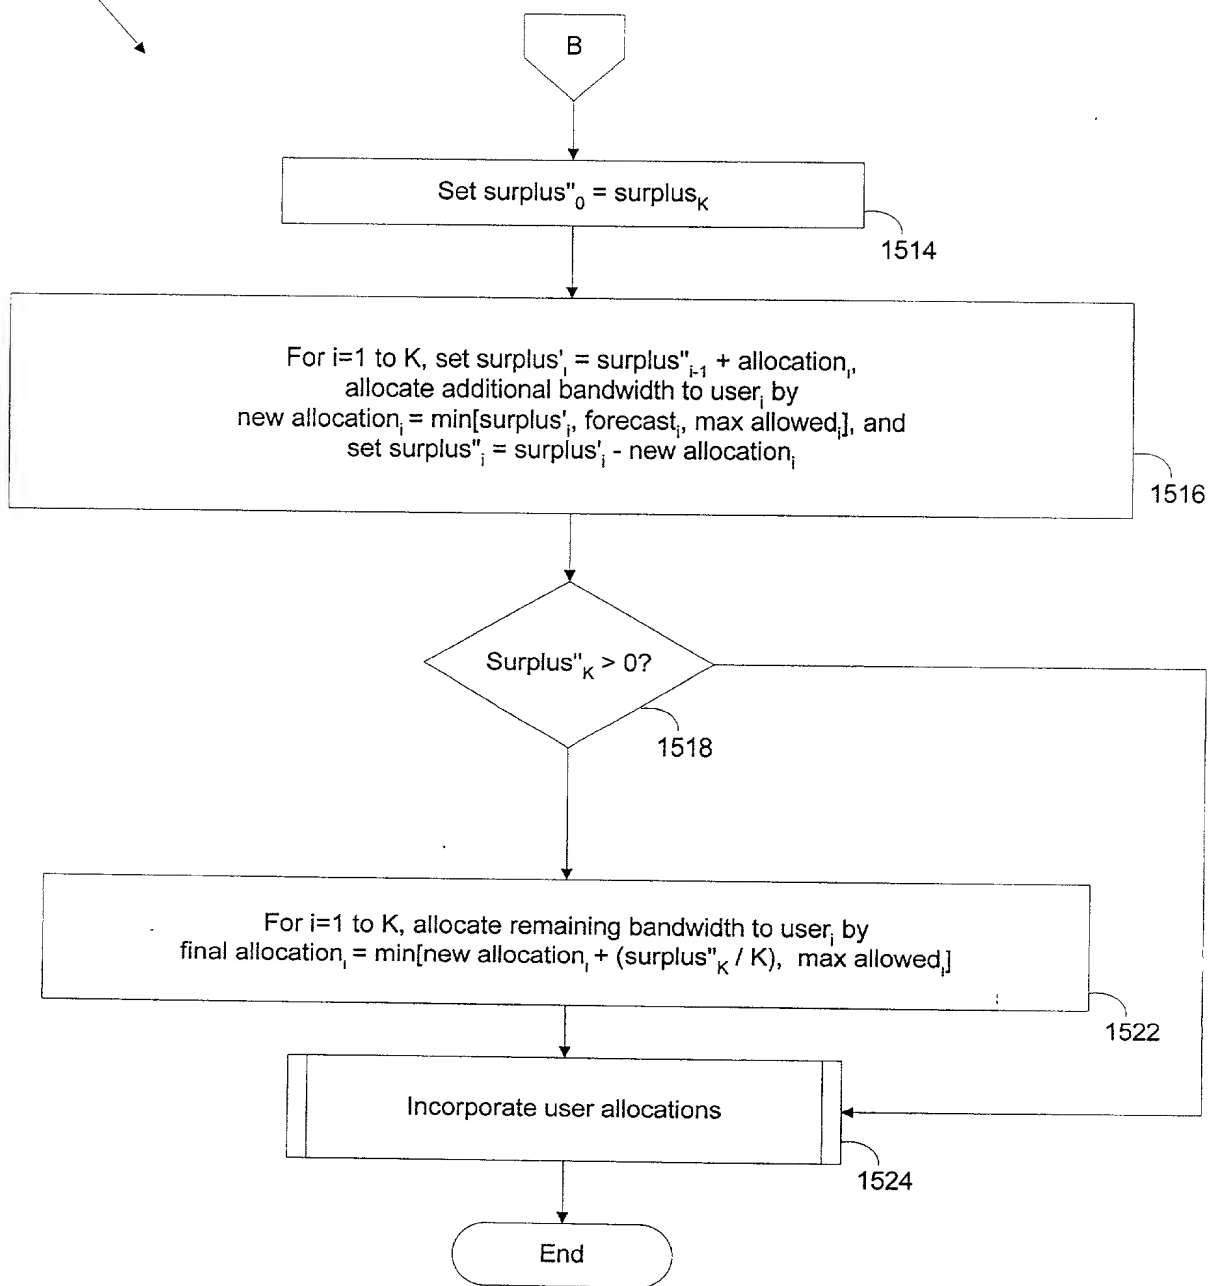 B
Set surplus"₀ = surplusK
1514
For i=1 to K, set surplus'ᵢ = surplus"ᵢ₋₁ + allocationᵢ,
allocate additional bandwidth to userᵢ by
new allocationᵢ = min[surplus'ᵢ, forecastᵢ, max allowedᵢ], and
set surplus"ᵢ = surplus'ᵢ - new allocationᵢ
1516
Surplus"K > 0?
1518
For i=1 to K, allocate remaining bandwidth to userᵢ by
final allocationᵢ = min[new allocationᵢ + (surplus"K / K), max allowedᵢ]
1522
Incorporate user allocations
1524
End